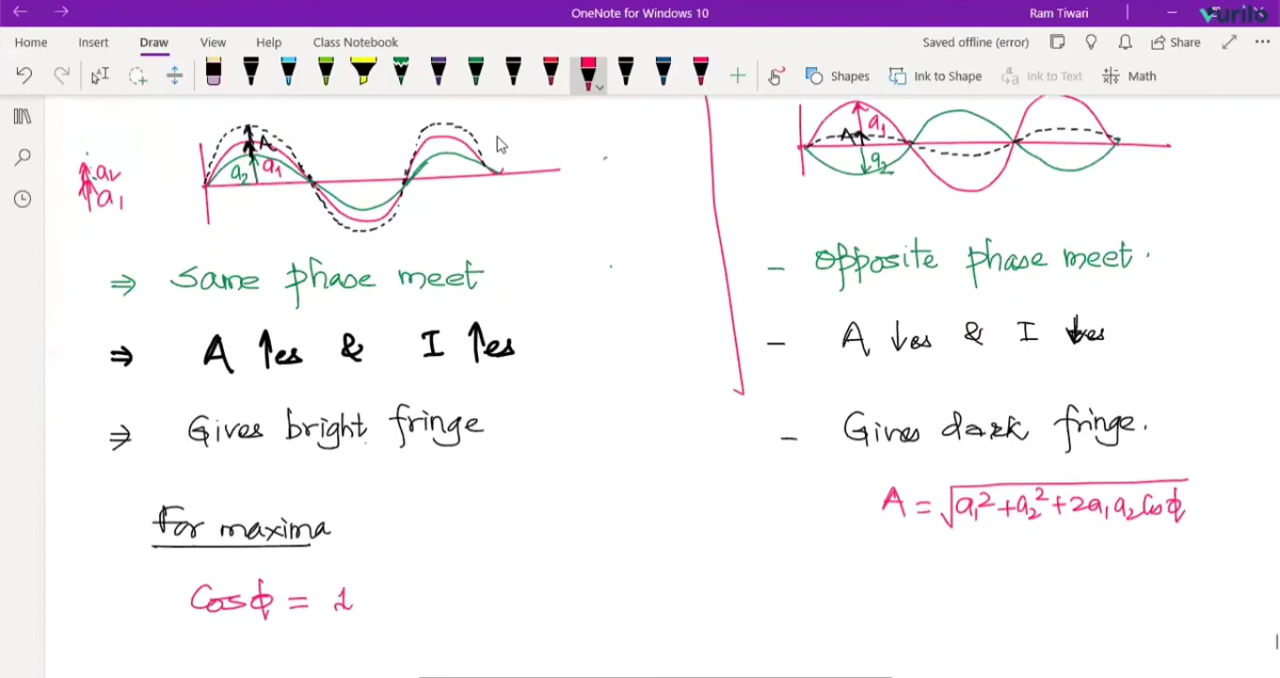 OneNote for Windows 10
Ram Tiwari
Vurilo
Home Insert Draw View Help Class Notebook
Saved offline (error) Share
Shapes Ink to Shape Ink to Text Math
A
a2 a1
a2
a1
⇒ Same phase meet
⇒ A ↑es & I ↑es
⇒ Gives bright fringe
For maxima
Cosϕ = 1
a1
A
a2
- opposite phase meet.
- A ↓es & I ↓es
- Gives dark fringe.
A = √a1²+a2²+2a1a2Cosϕ